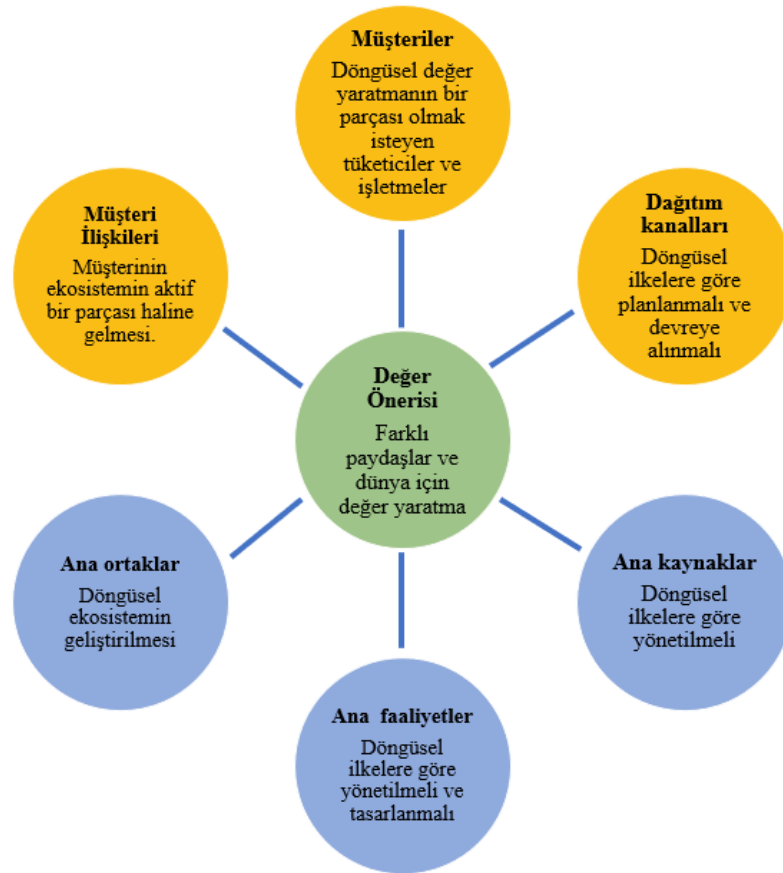 Müşteriler
Döngüsel değer
yaratmanın bir
parçası olmak
isteyen
tüketiciler ve
işletmeler
Müşteri
İlişkileri
Müşterinin
ekosistemin aktif
bir parçası haline
gelmesi.
Dağıtım
kanalları
Döngüsel
ilkelere göre
planlanmalı ve
devreye
alınmalı
Değer
Önerisi
Farklı
paydaşlar ve
dünya için
değer yaratma
Ana ortaklar
Döngüsel
ekosistemin
geliştirilmesi
Ana kaynaklar
Döngüsel
ilkelere göre
yönetilmeli
Ana faaliyetler
Döngüsel
ilkelere göre
yönetilmeli ve
tasarlanmalı